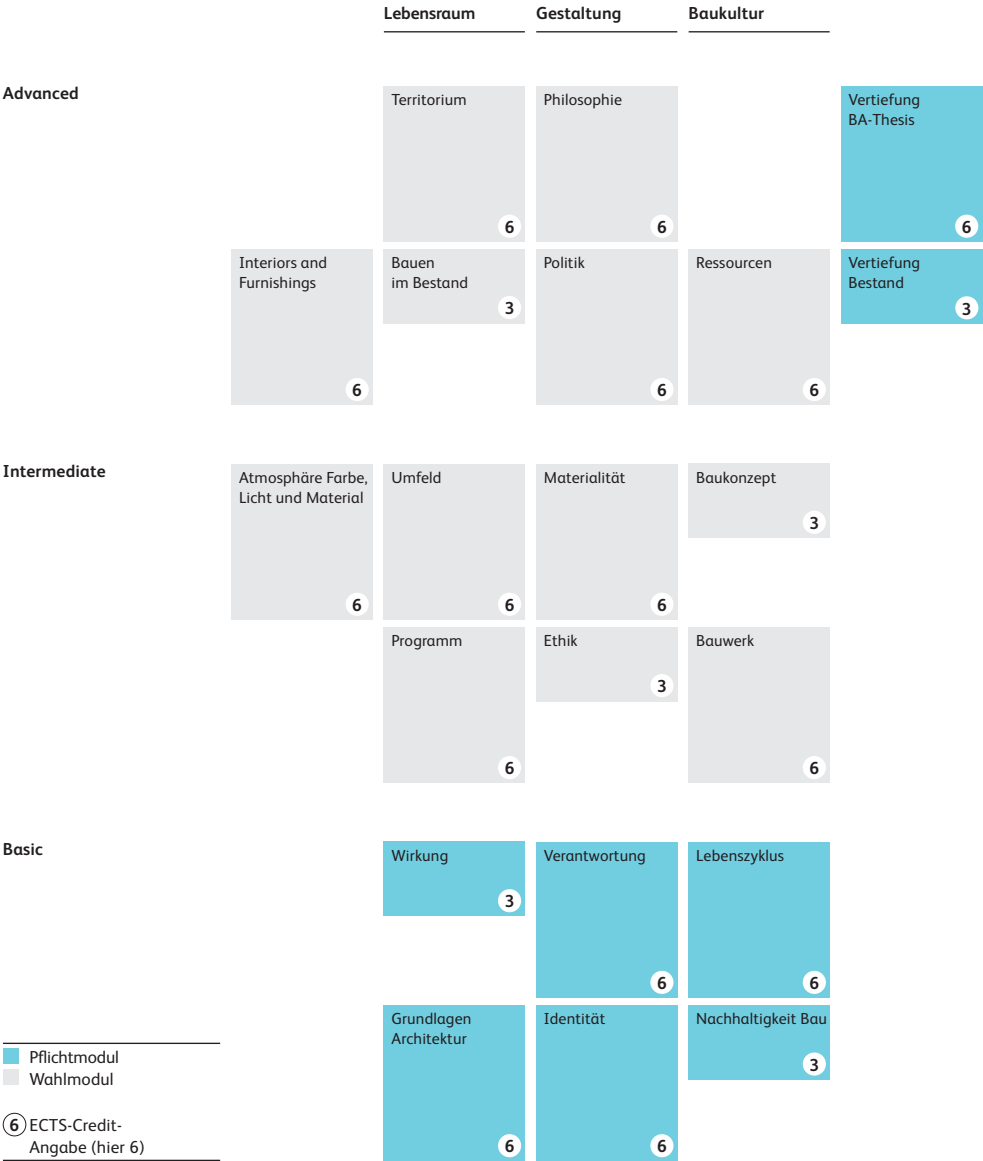 Lebensraum
Gestaltung
Baukultur
Advanced
Territorium
6
Philosophie
6
Vertiefung
BA-Thesis
6
Interiors and
Furnishings
6
Bauen
im Bestand
3
Politik
6
Ressourcen
6
Vertiefung
Bestand
3
Intermediate
Atmosphäre Farbe,
Licht und Material
6
Umfeld
6
Materialität
6
Baukonzept
3
Programm
6
Ethik
3
Bauwerk
6
Basic
Wirkung
3
Verantwortung
6
Lebenszyklus
6
Grundlagen
Architektur
6
Identität
6
Nachhaltigkeit Bau
3
Pflichtmodul
Wahlmodul
6 ECTS-Credit-
Angabe (hier 6)